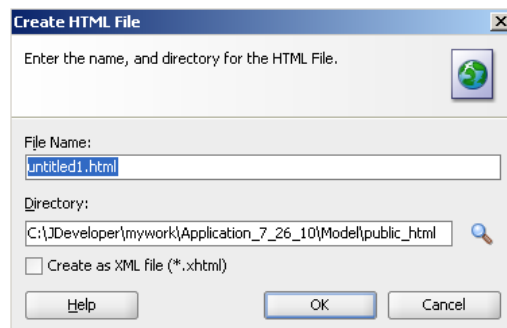 Create HTML File
Enter the name, and directory for the HTML File.
File Name:
untitled1.html
Directory:
C:\JDeveloper\mywork\Application_7_26_10\Model\public_html
Create as XML file (*.xhtml)
Help OK Cancel